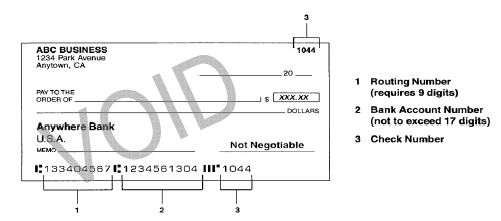 3
ABC BUSINESS 1044
1234 Park Avenue
Anytown, CA
20
PAY TO THE
ORDER OF $ XXX.XX
DOLLARS
VOID
Anywhere Bank
U.S.A.
MEMO Not Negotiable
⑆133404567⑆1234561304⑈1044
1 2 3
1 Routing Number
(requires 9 digits)
2 Bank Account Number
(not to exceed 17 digits)
3 Check Number